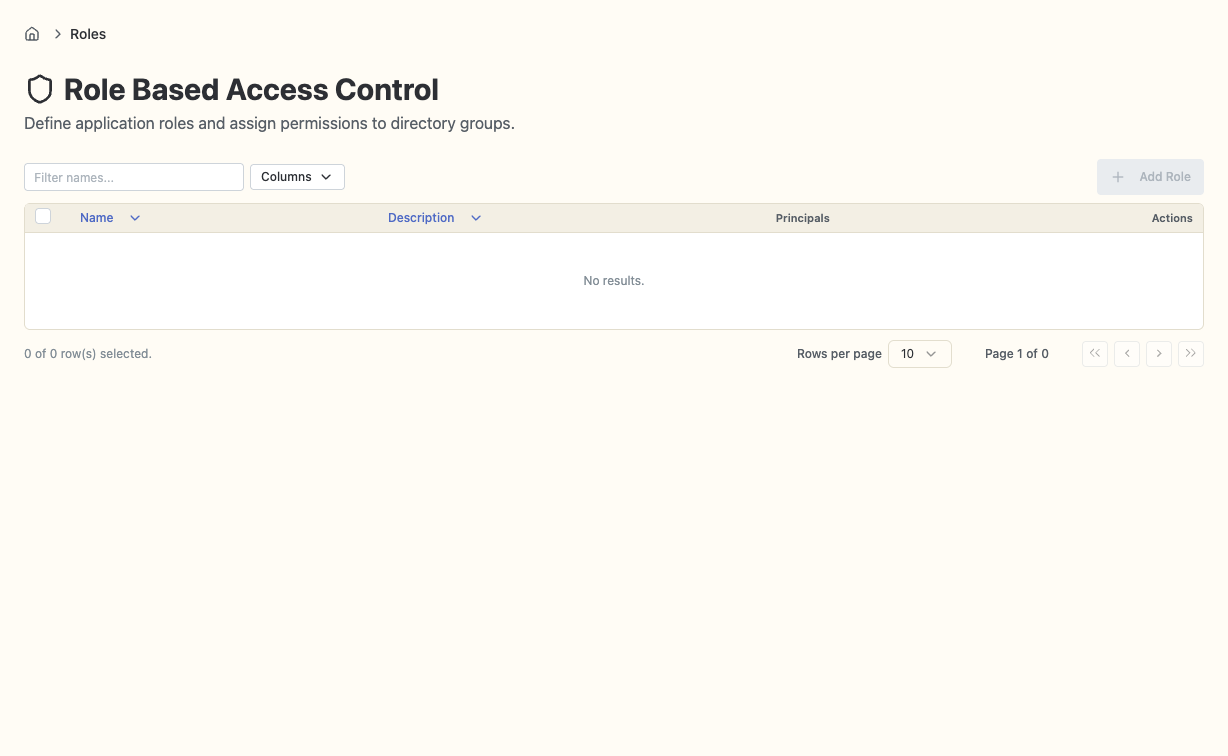 Roles
Role Based Access Control
Define application roles and assign permissions to directory groups.
Filter names...
Columns
Add Role
Name Description Principals Actions
No results.
0 of 0 row(s) selected.
Rows per page 10 Page 1 of 0